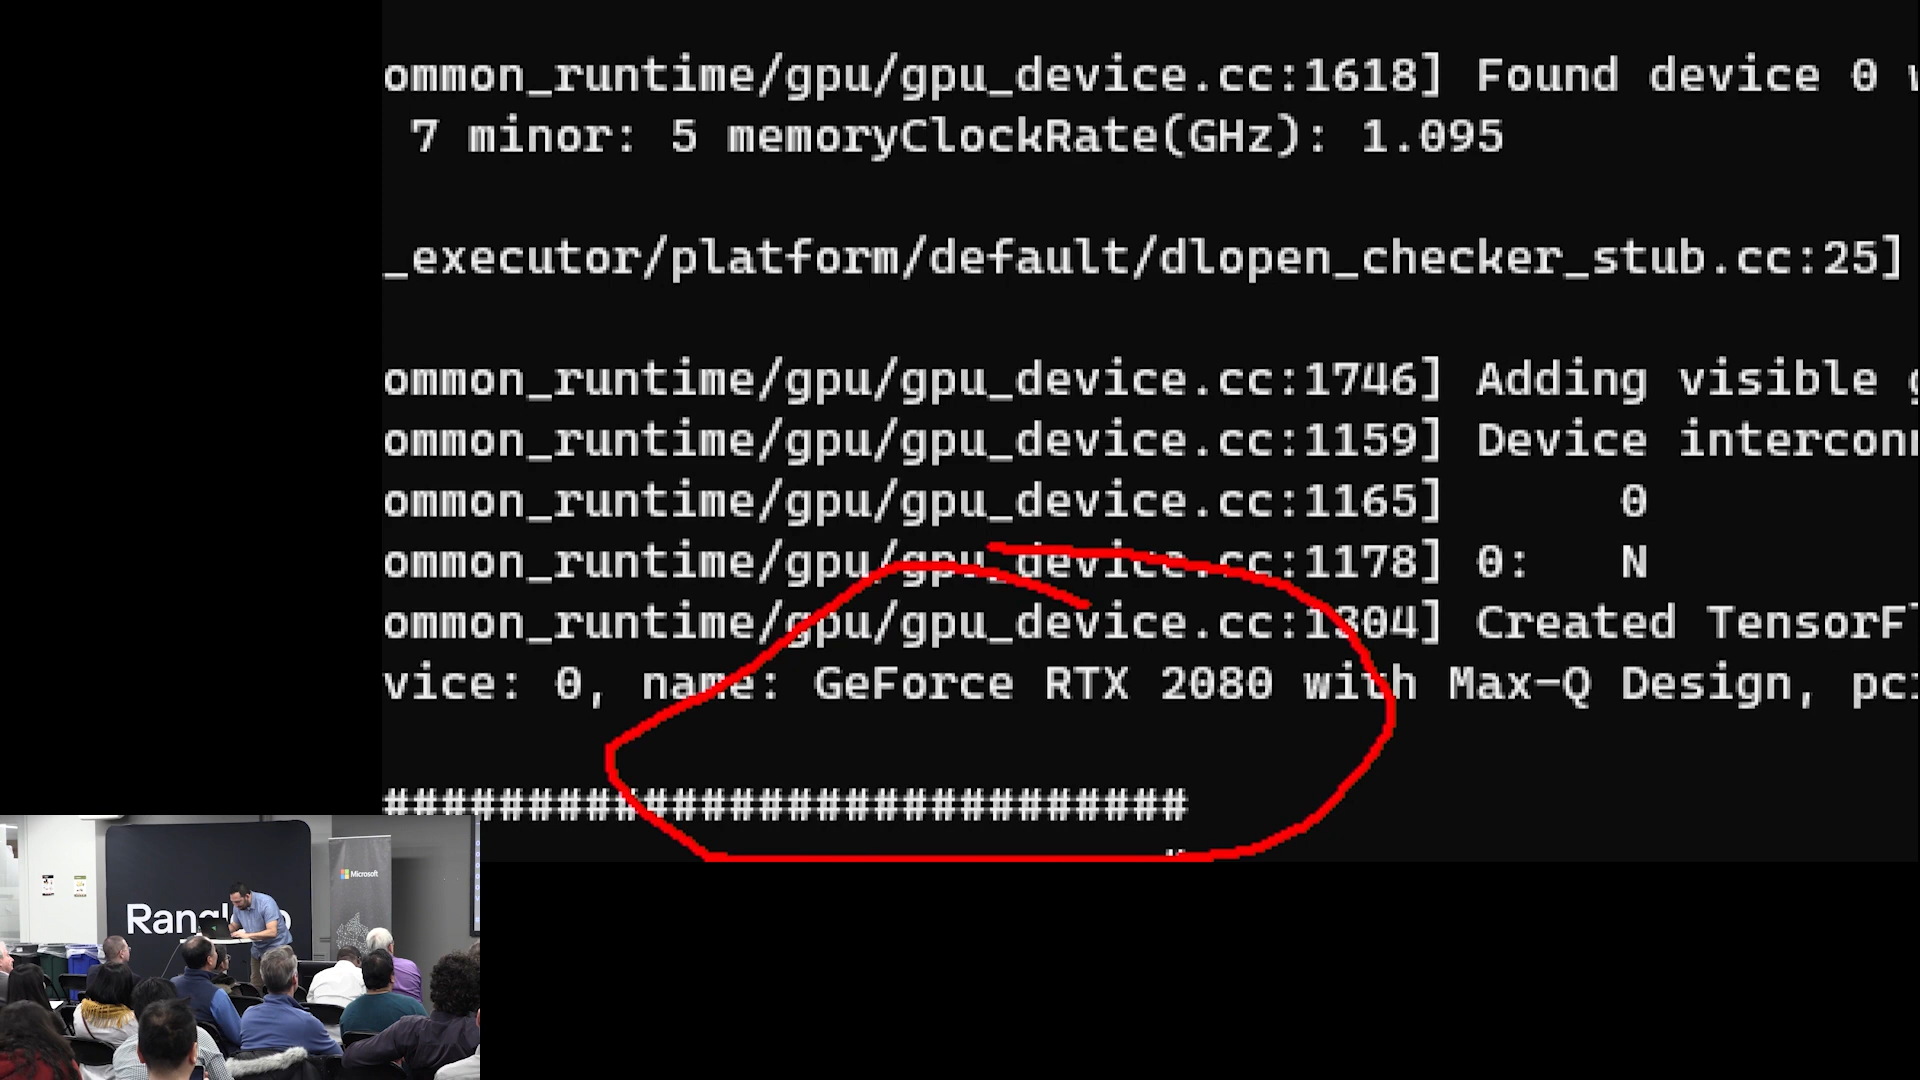 ommon_runtime/gpu/gpu_device.cc:1618] Found device 0
7 minor: 5 memoryClockRate(GHz): 1.095
_executor/platform/default/dlopen_checker_stub.cc:25]
ommon_runtime/gpu/gpu_device.cc:1746] Adding visible g
ommon_runtime/gpu/gpu_device.cc:1159] Device interconn
ommon_runtime/gpu/gpu_device.cc:1165] 0
ommon_runtime/gpu/gpu_device.cc:1178] 0: N
ommon_runtime/gpu/gpu_device.cc:1304] Created TensorFl
vice: 0, name: GeForce RTX 2080 with Max-Q Design, pci
############################
Microsoft